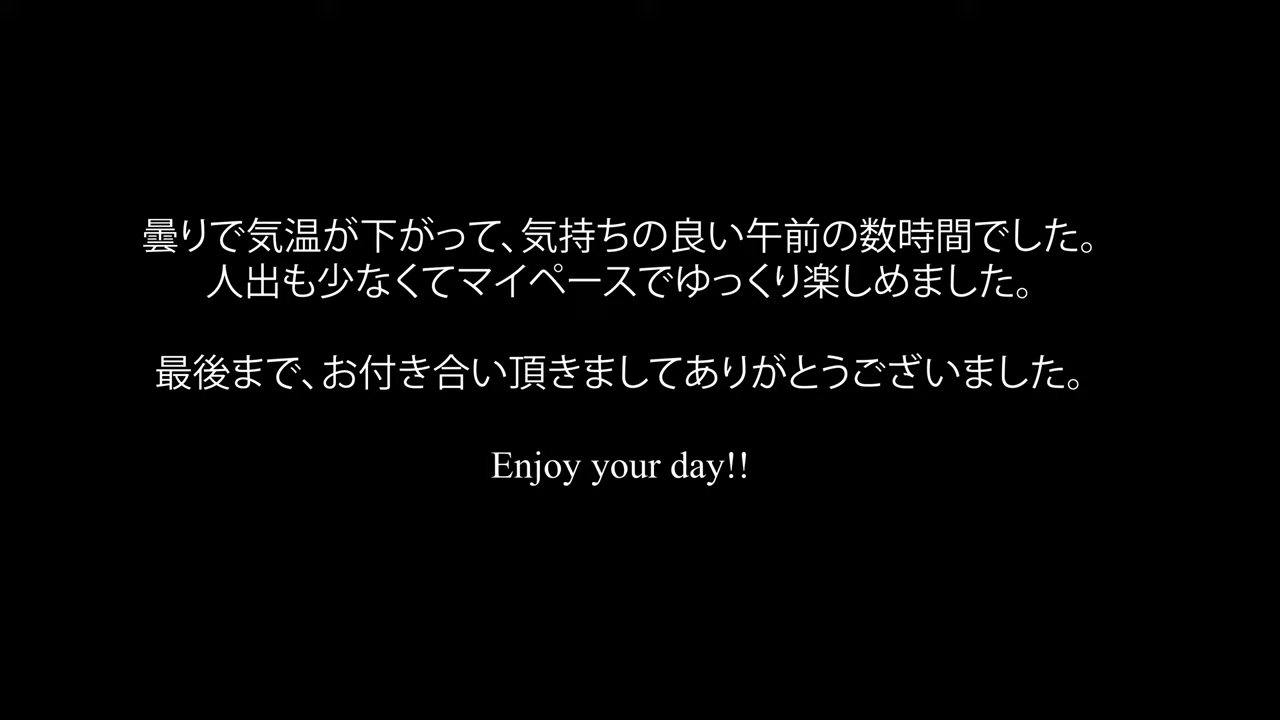 曇りで気温が下がって、気持ちの良い午前の数時間でした。
人出も少なくてマイペースでゆっくり楽しめました。
最後まで、お付き合い頂きましてありがとうございました。
Enjoy your day!!